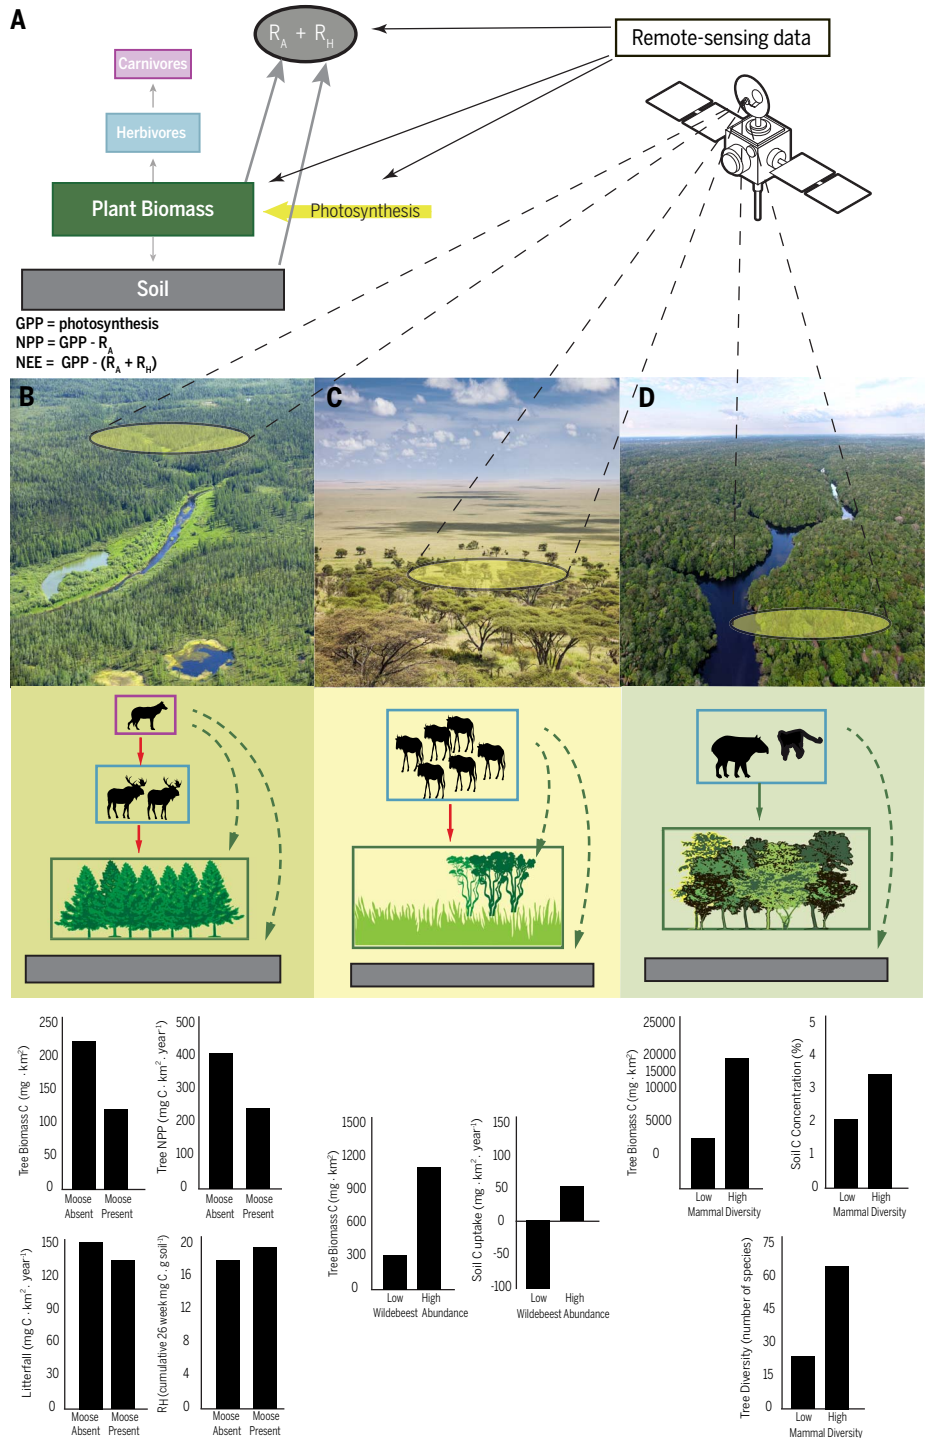 A
R_A + R_H
Remote-sensing data
Carnivores
Herbivores
Plant Biomass
Photosynthesis
Soil
GPP = photosynthesis
NPP = GPP - R_A
NEE = GPP - (R_A + R_H)
B
C
D
Tree Biomass C (mg · km²)
250
200
150
100
50
0
Moose Absent
Moose Present
Tree NPP (mg C · km² · year⁻¹)
500
400
300
200
100
0
Moose Absent
Moose Present
Litterfall (mg C · km² · year⁻¹)
150
120
90
60
30
0
Moose Absent
Moose Present
R_H (cumulative 26 week mg C . g soil⁻¹)
20
16
12
8
4
0
Moose Absent
Moose Present
Tree Biomass C (mg · km²)
1500
1200
900
600
300
0
Low
High
Wildebeest Abundance
Soil C uptake (mg · km² · year⁻¹)
150
100
50
0
-50
-100
Low
High
Wildebeest Abundance
Tree Biomass C (mg · km²)
25000
20000
10000
5000
0
Low
High
Mammal Diversity
Soil C Concentration (%)
5
4
3
2
1
0
Low
High
Mammal Diversity
Tree Diversity (number of species)
75
60
45
30
15
0
Low
High
Mammal Diversity